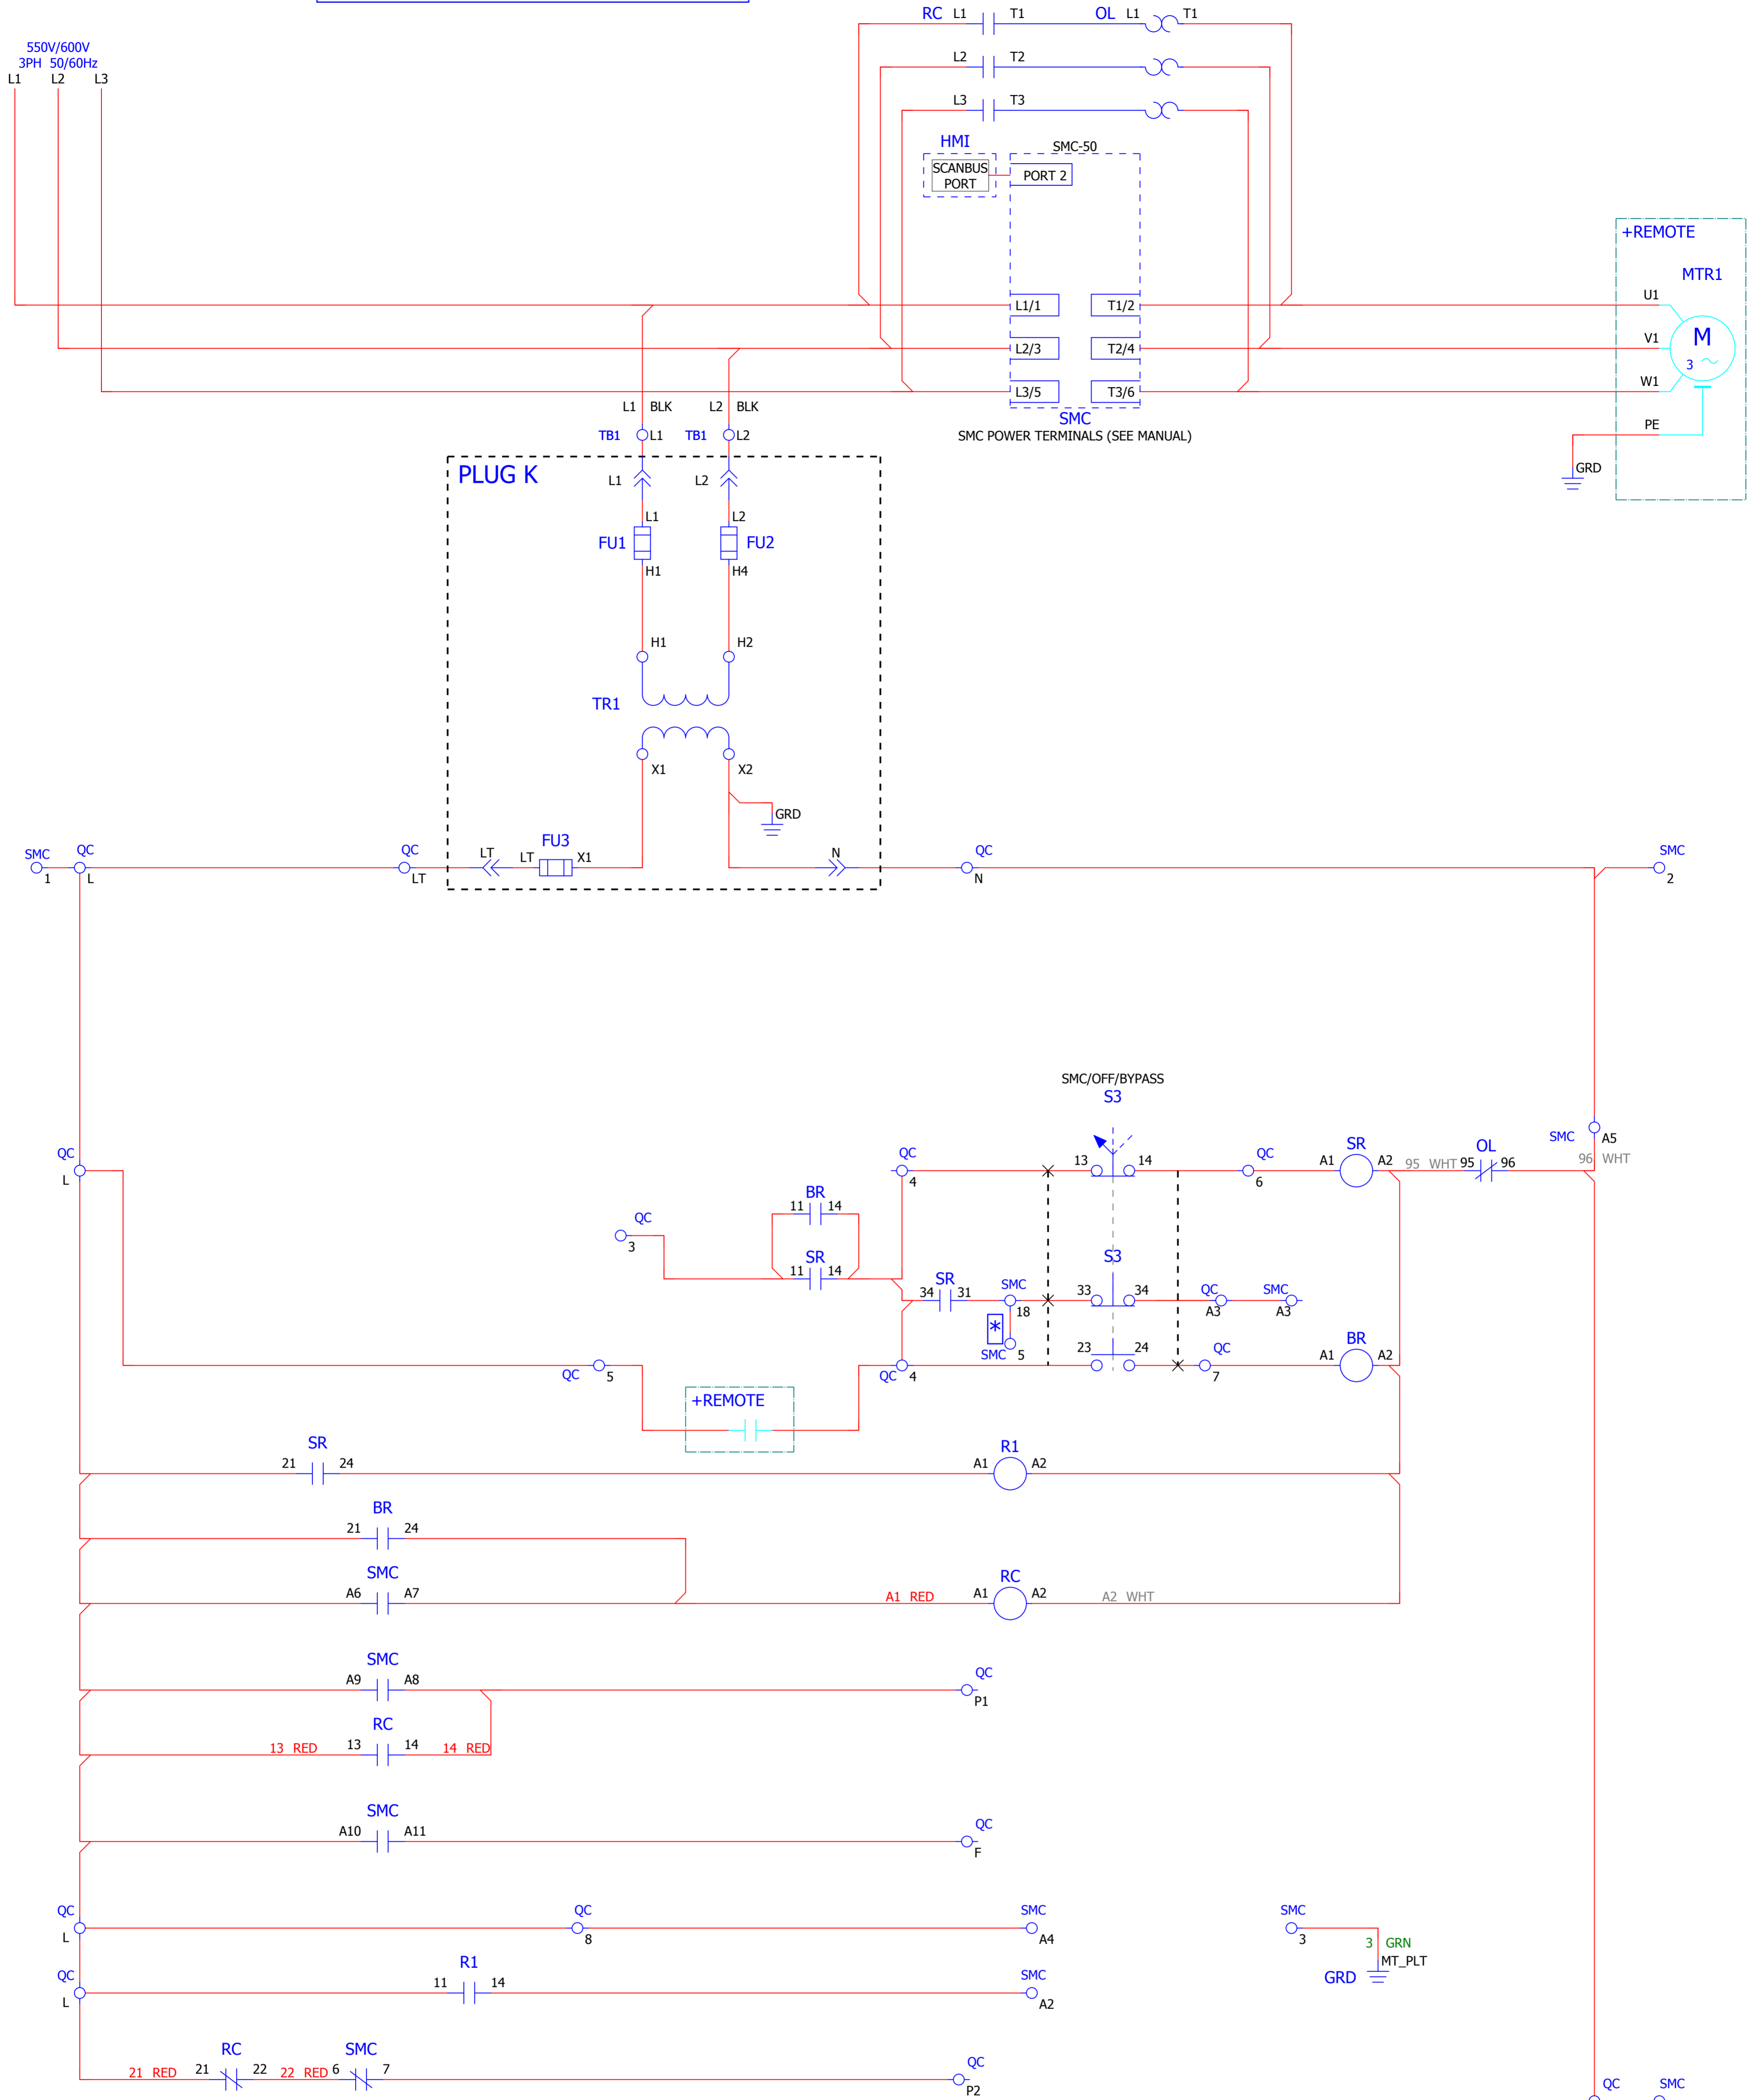 RC L1 T1 OL L1 T1
550V/600V
3PH 50/60Hz
L1 L2 L3
L2 T2
L3 T3
HMI
SMC-50
SCANBUS
PORT
PORT 2
+REMOTE
MTR1
L1/1 T1/2 U1
L2/3 T2/4 V1
M
3
L3/5 T3/6 W1
SMC
SMC POWER TERMINALS (SEE MANUAL)
PE
GRD
L1 BLK L2 BLK
TB1 L1 TB1 L2
PLUG K
L1 L2
L1 L2
FU1 FU2
H1 H4
H1 H2
TR1
X1 X2
GRD
SMC QC QC FU3 QC SMC
LT LT X1 N
1 L LT N 2
SMC/OFF/BYPASS
S3
SMC A5
QC QC 13 14 QC SR OL
A1 A2 95 WHT 95 96 96 WHT
L 4 6
BR
11 14
QC
3
SR
11 14
S3
SR SMC QC SMC
34 31 33 34
18 A3 A3
*
SMC 5
23 24 QC BR
A1 A2
QC 5 QC 4 7
+REMOTE
SR R1
21 24 A1 A2
BR
21 24
SMC RC
A6 A7 A1 RED A1 A2 A2 WHT
SMC QC
A9 A8
P1
RC
13 RED 13 14 14 RED
SMC QC
A10 A11
F
QC QC SMC SMC
L 8 A4 3
3 GRN
MT_PLT
GRD
QC R1 SMC
11 14
L A2
RC SMC QC
21 RED 21 22 22 RED 6 7
P2
QC SMC